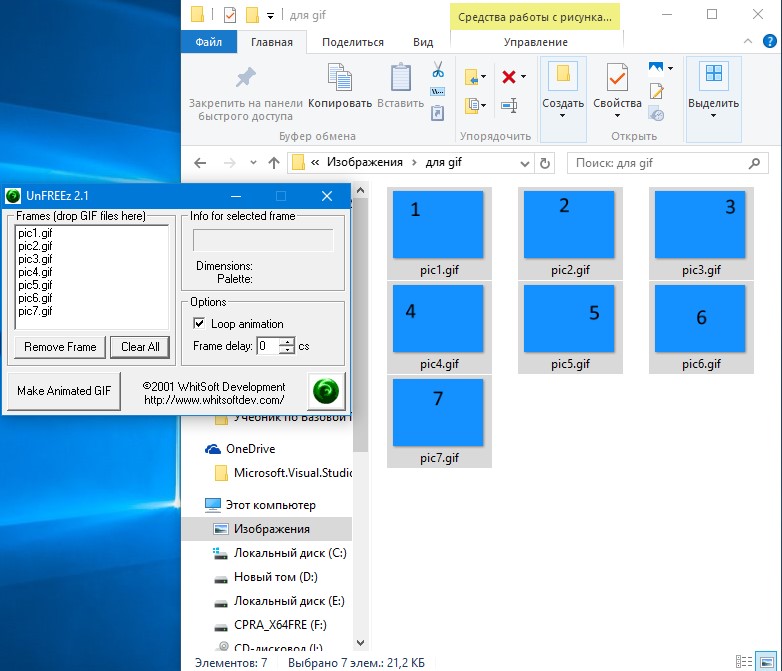 для gif
Средства работы с рисунка...
Файл
Главная
Поделиться
Вид
Управление
Закрепить на панели быстрого доступа
Копировать
Вставить
Создать
Свойства
Выделить
Буфер обмена
Упорядочить
Открыть
« Изображения › для gif
Поиск: для gif
UnFREEz 2.1
Frames (drop GIF files here)
pic1.gif
pic2.gif
pic3.gif
pic4.gif
pic5.gif
pic6.gif
pic7.gif
Remove Frame
Clear All
Info for selected frame
Dimensions:
Palette:
Options
Loop animation
Frame delay: 0 cs
Make Animated GIF
©2001 WhitSoft Development
http://www.whitsoftdev.com/
1
2
3
pic1.gif
pic2.gif
pic3.gif
4
5
6
pic4.gif
pic5.gif
pic6.gif
7
pic7.gif
Учебник по Базовой
OneDrive
Microsoft.Visual.Studio
Этот компьютер
Изображения
Локальный диск (C:)
Новый том (D:)
Локальный диск (E:)
CPRA_X64FRE (F:)
CD-дисковод (I:)
Элементов: 7
Выбрано 7 элем.: 21,2 КБ